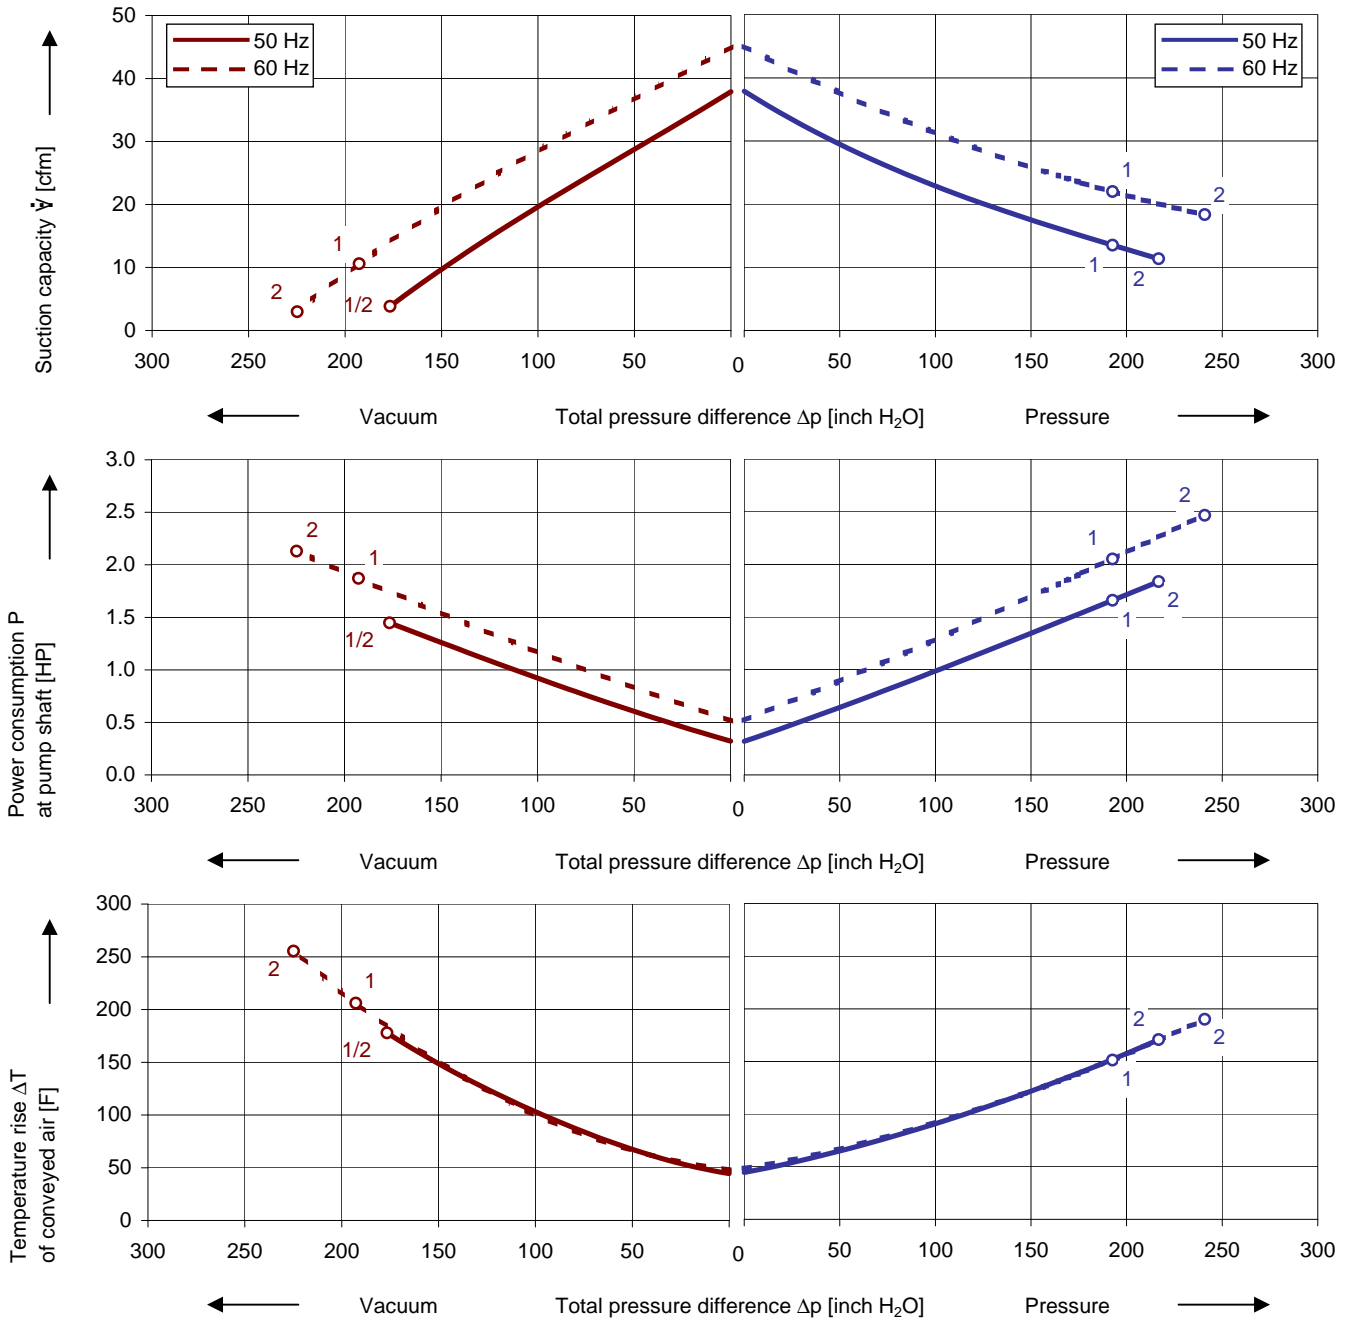 50
40
30
20
10
0
Suction capacity V̇ [cfm]
50 Hz
60 Hz
50 Hz
60 Hz
1
2
1/2
1
2
1
2
300 250 200 150 100 50 0 50 100 150 200 250 300
Vacuum Total pressure difference Δp [inch H₂O] Pressure
3.0
2.5
2.0
1.5
1.0
0.5
0.0
Power consumption P
at pump shaft [HP]
2
1
1/2
2
1
2
1
300 250 200 150 100 50 0 50 100 150 200 250 300
Vacuum Total pressure difference Δp [inch H₂O] Pressure
300
250
200
150
100
50
0
Temperature rise ΔT
of conveyed air [F]
2
1
1/2
2
2
1
300 250 200 150 100 50 0 50 100 150 200 250 300
Vacuum Total pressure difference Δp [inch H₂O] Pressure